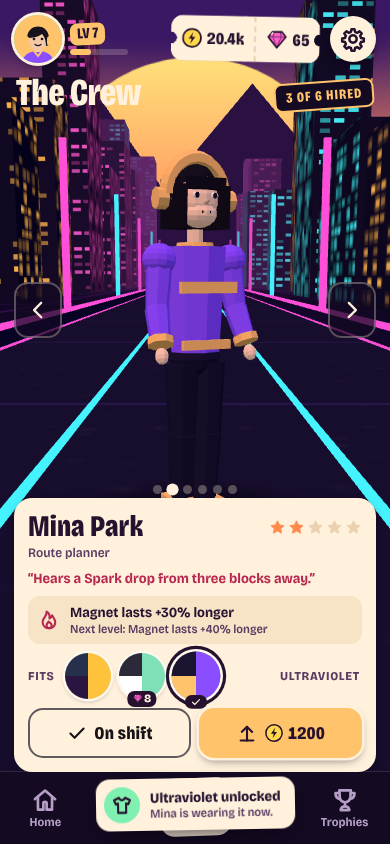 LV 7
20.4k
65
The Crew
3 OF 6 HIRED
Mina Park
Route planner
“Hears a Spark drop from three blocks away.”
Magnet lasts +30% longer
Next level: Magnet lasts +40% longer
FITS
8
ULTRAVIOLET
On shift
1200
Home
Ultraviolet unlocked
Mina is wearing it now.
Trophies